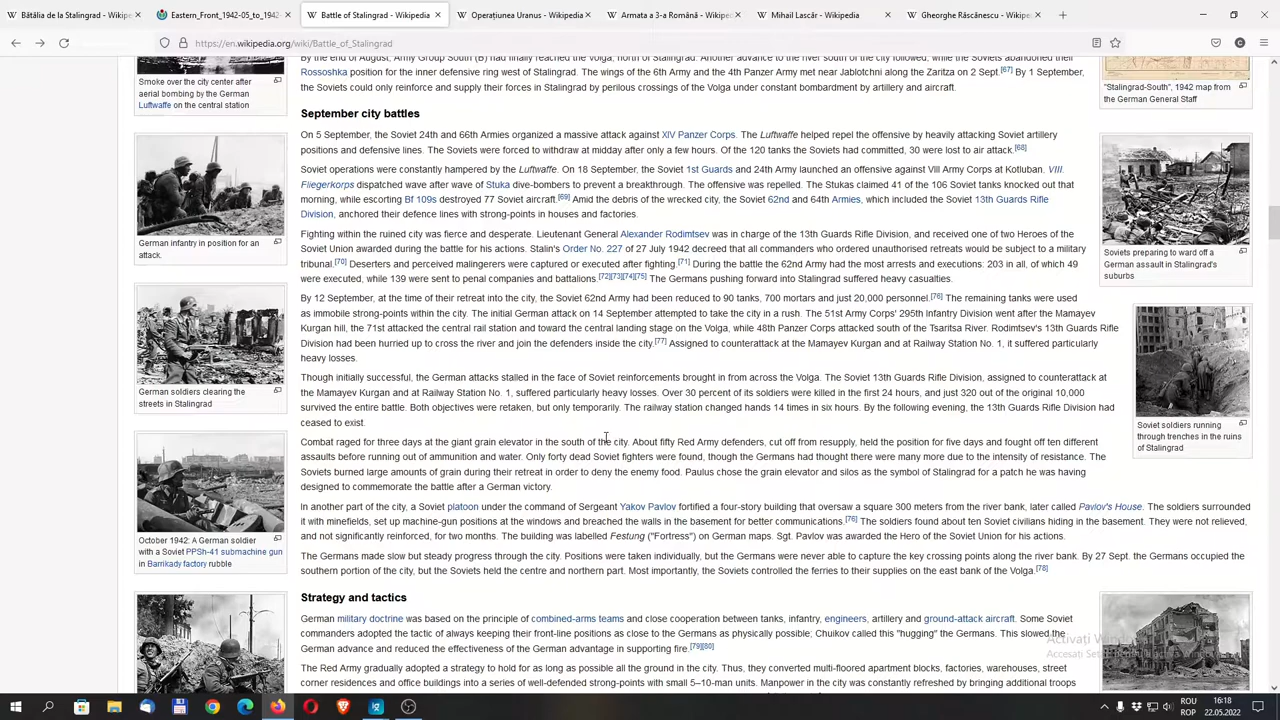 Bătălia de la Stalingrad - Wikipedia
Eastern_Front_1942-05_to_1942-
Battle of Stalingrad - Wikipedia
Operațiunea Uranus - Wikipedia
Armata a 3-a Română - Wikipedia
Mihail Lascăr - Wikipedia
Gheorghe Răscănescu - Wikipedia
https://en.wikipedia.org/wiki/Battle_of_Stalingrad
By the end of August, Army Group South (B) had finally reached the Volga, north of Stalingrad. Another advance to the river south of the city followed, while the Soviets abandoned their
Rossoshka position for the inner defensive ring west of Stalingrad. The wings of the 6th Army and the 4th Panzer Army met near Jablotchni along the Zaritza on 2 Sept.[67] By 1 September,
the Soviets could only reinforce and supply their forces in Stalingrad by perilous crossings of the Volga under constant bombardment by artillery and aircraft.
Smoke over the city center after
aerial bombing by the German
Luftwaffe on the central station
"Stalingrad-South", 1942 map from
the German General Staff
September city battles
On 5 September, the Soviet 24th and 66th Armies organized a massive attack against XIV Panzer Corps. The Luftwaffe helped repel the offensive by heavily attacking Soviet artillery
positions and defensive lines. The Soviets were forced to withdraw at midday after only a few hours. Of the 120 tanks the Soviets had committed, 30 were lost to air attack.[68]
Soviet operations were constantly hampered by the Luftwaffe. On 18 September, the Soviet 1st Guards and 24th Army launched an offensive against VIII Army Corps at Kotluban. VIII.
Fliegerkorps dispatched wave after wave of Stuka dive-bombers to prevent a breakthrough. The offensive was repelled. The Stukas claimed 41 of the 106 Soviet tanks knocked out that
morning, while escorting Bf 109s destroyed 77 Soviet aircraft.[69] Amid the debris of the wrecked city, the Soviet 62nd and 64th Armies, which included the Soviet 13th Guards Rifle
Division, anchored their defence lines with strong-points in houses and factories.
German infantry in position for an
attack.
Soviets preparing to ward off a
German assault in Stalingrad's
suburbs
Fighting within the ruined city was fierce and desperate. Lieutenant General Alexander Rodimtsev was in charge of the 13th Guards Rifle Division, and received one of two Heroes of the
Soviet Union awarded during the battle for his actions. Stalin's Order No. 227 of 27 July 1942 decreed that all commanders who ordered unauthorised retreats would be subject to a military
tribunal.[70] Deserters and perceived malingerers were captured or executed after fighting.[71] During the battle the 62nd Army had the most arrests and executions: 203 in all, of which 49
were executed, while 139 were sent to penal companies and battalions.[72][73][74][75] The Germans pushing forward into Stalingrad suffered heavy casualties.
By 12 September, at the time of their retreat into the city, the Soviet 62nd Army had been reduced to 90 tanks, 700 mortars and just 20,000 personnel.[76] The remaining tanks were used
as immobile strong-points within the city. The initial German attack on 14 September attempted to take the city in a rush. The 51st Army Corps' 295th Infantry Division went after the Mamayev
Kurgan hill, the 71st attacked the central rail station and toward the central landing stage on the Volga, while 48th Panzer Corps attacked south of the Tsaritsa River. Rodimtsev's 13th Guards Rifle
Division had been hurried up to cross the river and join the defenders inside the city.[77] Assigned to counterattack at the Mamayev Kurgan and at Railway Station No. 1, it suffered particularly
heavy losses.
German soldiers clearing the
streets in Stalingrad
Soviet soldiers running
through trenches in the ruins
of Stalingrad
Though initially successful, the German attacks stalled in the face of Soviet reinforcements brought in from across the Volga. The Soviet 13th Guards Rifle Division, assigned to counterattack at
the Mamayev Kurgan and at Railway Station No. 1, suffered particularly heavy losses. Over 30 percent of its soldiers were killed in the first 24 hours, and just 320 out of the original 10,000
survived the entire battle. Both objectives were retaken, but only temporarily. The railway station changed hands 14 times in six hours. By the following evening, the 13th Guards Rifle Division had
ceased to exist.
Combat raged for three days at the giant grain elevator in the south of the city. About fifty Red Army defenders, cut off from resupply, held the position for five days and fought off ten different
assaults before running out of ammunition and water. Only forty dead Soviet fighters were found, though the Germans had thought there were many more due to the intensity of resistance. The
Soviets burned large amounts of grain during their retreat in order to deny the enemy food. Paulus chose the grain elevator and silos as the symbol of Stalingrad for a patch he was having
designed to commemorate the battle after a German victory.
In another part of the city, a Soviet platoon under the command of Sergeant Yakov Pavlov fortified a four-story building that oversaw a square 300 meters from the river bank, later called Pavlov's House. The soldiers surrounded
it with minefields, set up machine-gun positions at the windows and breached the walls in the basement for better communications.[76] The soldiers found about ten Soviet civilians hiding in the basement. They were not relieved,
and not significantly reinforced, for two months. The building was labelled Festung ("Fortress") on German maps. Sgt. Pavlov was awarded the Hero of the Soviet Union for his actions.
October 1942: A German soldier
with a Soviet PPSh-41 submachine gun
in Barrikady factory rubble
The Germans made slow but steady progress through the city. Positions were taken individually, but the Germans were never able to capture the key crossing points along the river bank. By 27 Sept. the Germans occupied the
southern portion of the city, but the Soviets held the centre and northern part. Most importantly, the Soviets controlled the ferries to their supplies on the east bank of the Volga.[78]
Strategy and tactics
German military doctrine was based on the principle of combined-arms teams and close cooperation between tanks, infantry, engineers, artillery and ground-attack aircraft. Some Soviet
commanders adopted the tactic of always keeping their front-line positions as close to the Germans as physically possible; Chuikov called this "hugging" the Germans. This slowed the
German advance and reduced the effectiveness of the German advantage in supporting fire.[79][80]
The Red Army gradually adopted a strategy to hold for as long as possible all the ground in the city. Thus, they converted multi-floored apartment blocks, factories, warehouses, street
corner residences and office buildings into a series of well-defended strong-points with small 5–10-man units. Manpower in the city was constantly refreshed by bringing additional troops
Activați
Accesați
ROU
ROP
16:18
22.05.2022